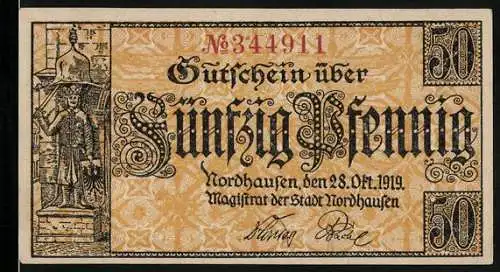 №344911
50
Gutschein über
Fünfzig Pfennig
Nordhausen, den 28. Okt. 1919.
Magistrat der Stadt Nordhausen
50